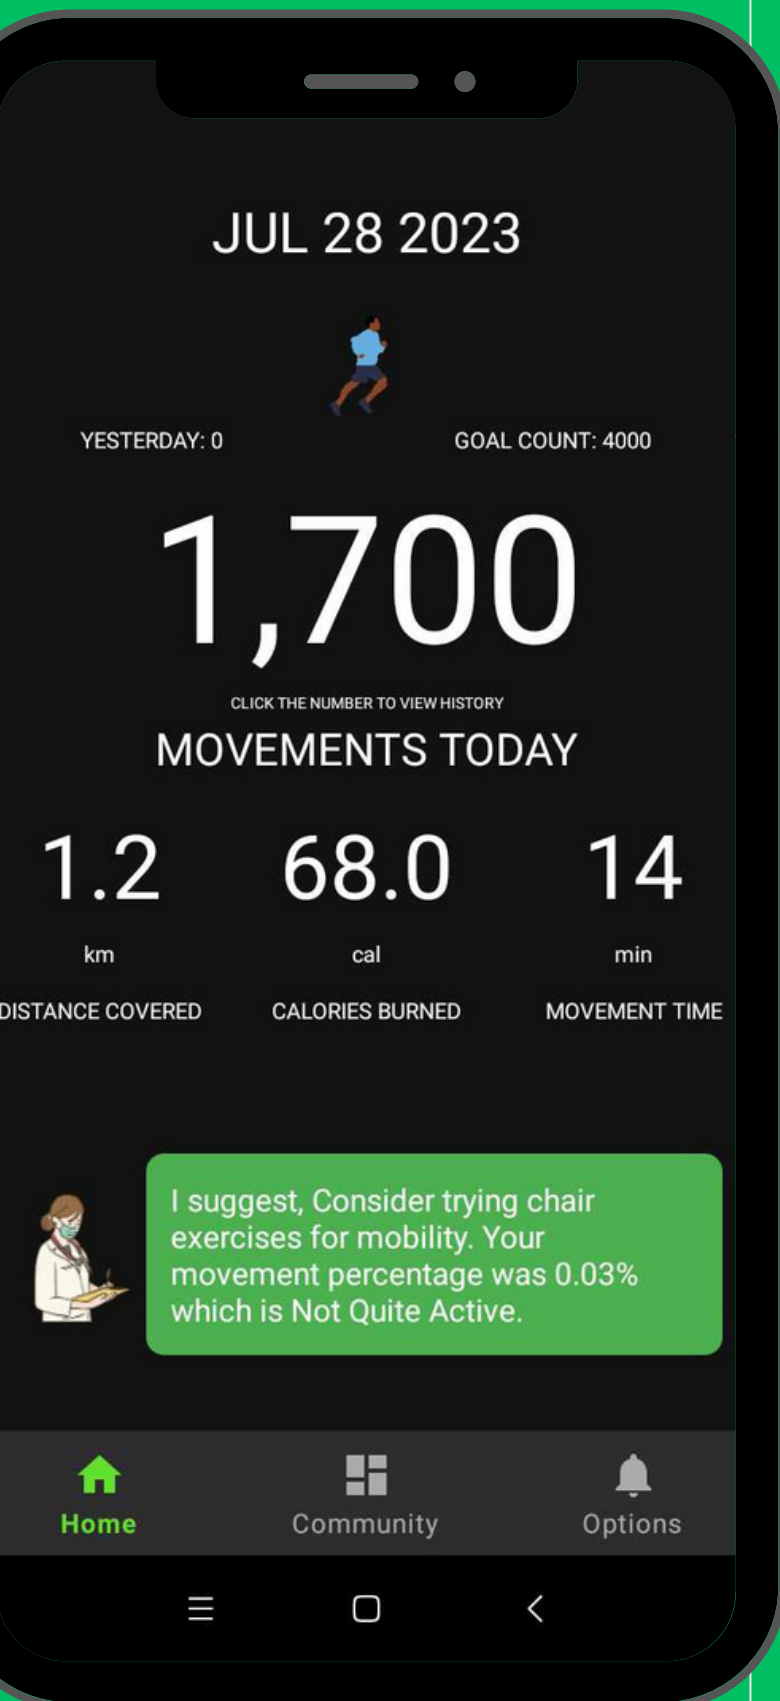 JUL 28 2023
YESTERDAY: 0
GOAL COUNT: 4000
1,700
CLICK THE NUMBER TO VIEW HISTORY
MOVEMENTS TODAY
1.2 68.0 14
km cal min
DISTANCE COVERED CALORIES BURNED MOVEMENT TIME
I suggest, Consider trying chair
exercises for mobility. Your
movement percentage was 0.03%
which is Not Quite Active.
Home Community Options